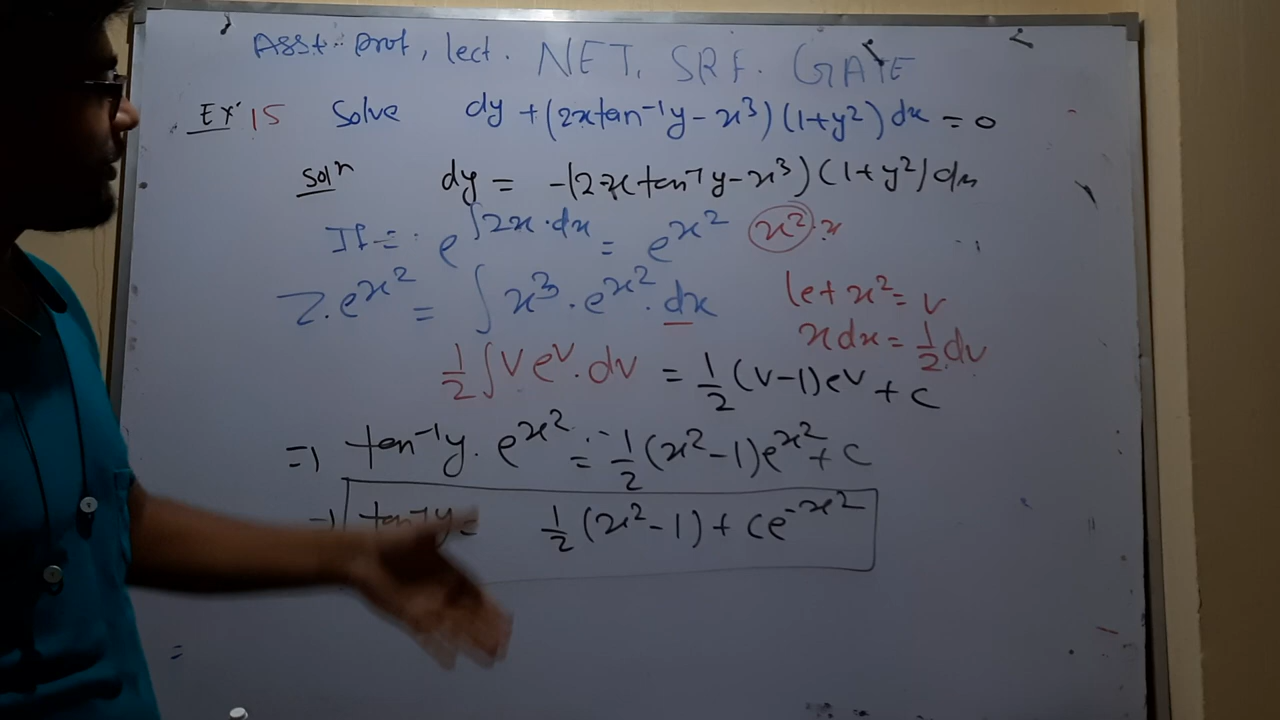 Asst. Prof, lect. NET, SRF. GATE
Ex: 15 Solve dy + (2x tan⁻¹y - x³)(1+y²) dx = 0
Solⁿ dy = -(2x tan⁻¹y - x³)(1+y²) dx
IF = e^∫2x·dx = e^x² x²·x
Z·e^x² = ∫ x³·e^x²·dx let x² = v
x dx = ½ dv
½ ∫ v e^v·dv = ½ (v-1)e^v + c
⇒ tan⁻¹y·e^x² = ½ (x²-1)e^x² + c
⇒ tan⁻¹y = ½ (x²-1) + ce^-x²
=